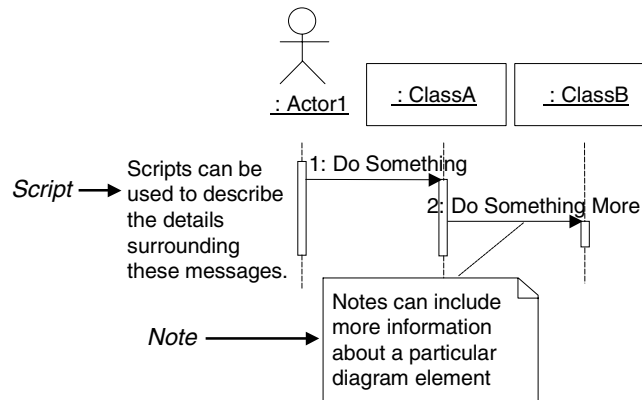 : Actor1
: ClassA
: ClassB
1: Do Something
2: Do Something More
Script
Scripts can be
used to describe
the details
surrounding
these messages.
Note
Notes can include
more information
about a particular
diagram element